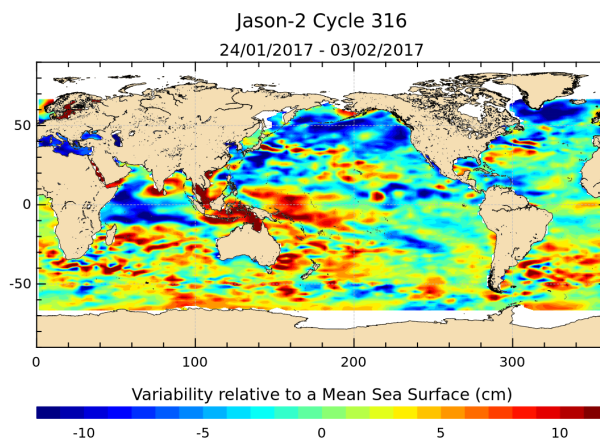 Jason-2 Cycle 316
24/01/2017 - 03/02/2017
50
0
-50
0 100 200 300
Variability relative to a Mean Sea Surface (cm)
-10 -5 0 5 10